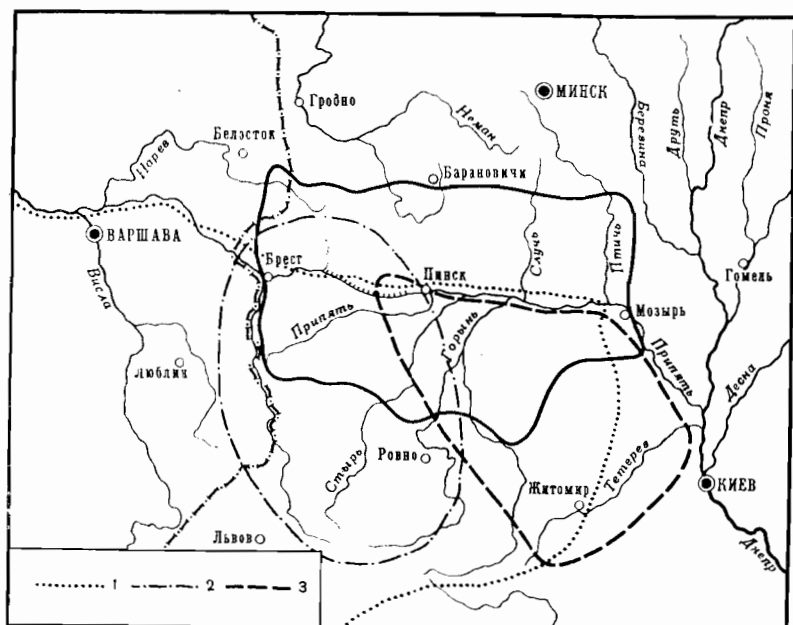 Гродно
МИНСК
Неман
Белэсток
Нарев
Барановичи
Березина
Друть
Днепр
Проня
ВАРШАВА
Висла
Брест
Пинск
Случь
Птичь
Гомель
Мозырь
Припять
Горынь
Припять
Люблин
Десна
Стырь
Ровно
Житомир
Тетерев
КИЕВ
Львов
Днепр
1 2 3